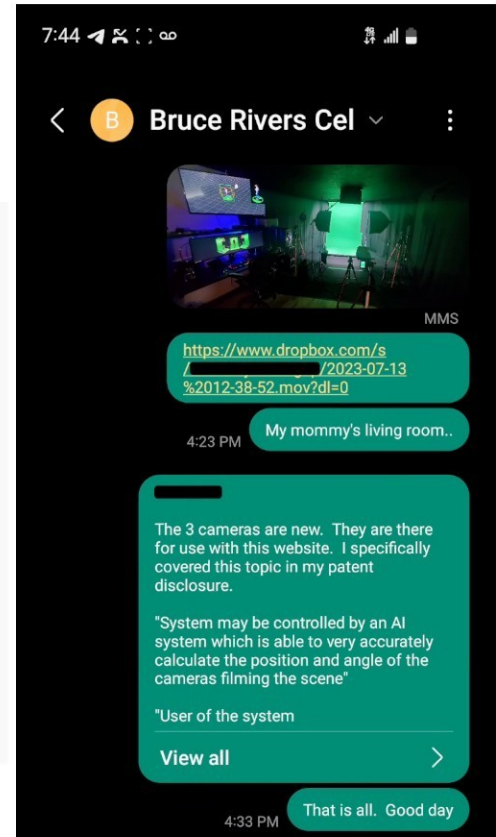 7:44
B Bruce Rivers Cel
MMS
https://www.dropbox.com/s
/ /2023-07-13
%2012-38-52.mov?dl=0
My mommy's living room..
4:23 PM
The 3 cameras are new. They are there
for use with this website. I specifically
covered this topic in my patent
disclosure.
"System may be controlled by an AI
system which is able to very accurately
calculate the position and angle of the
cameras filming the scene"
"User of the system
View all
That is all. Good day
4:33 PM